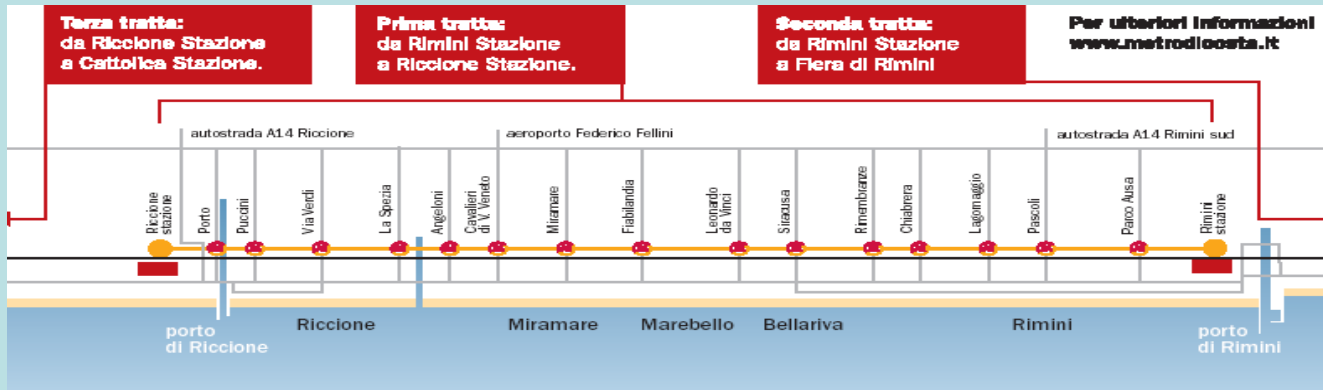 Terza tratta:
da Riccione Stazione
a Cattolica Stazione.
Prima tratta:
da Rimini Stazione
a Riccione Stazione.
Seconda tratta:
da Rimini Stazione
a Fiera di Rimini
Per ulteriori informazioni
www.metrodicosta.it
autostrada A14 Riccione
aeroporto Federico Fellini
autostrada A14 Rimini sud
Riccione
stazione
Porto
Puccini
Via Verdi
La Spezia
Angeloni
Cavalieri
di V. Veneto
Miramare
Fiabilandia
Leonardo
da Vinci
Siracusa
Rimembranze
Chiabrera
Lagomaggio
Pascoli
Parco Ausa
Rimini
stazione
porto
di Riccione
Riccione
Miramare
Marebello
Bellariva
Rimini
porto
di Rimini